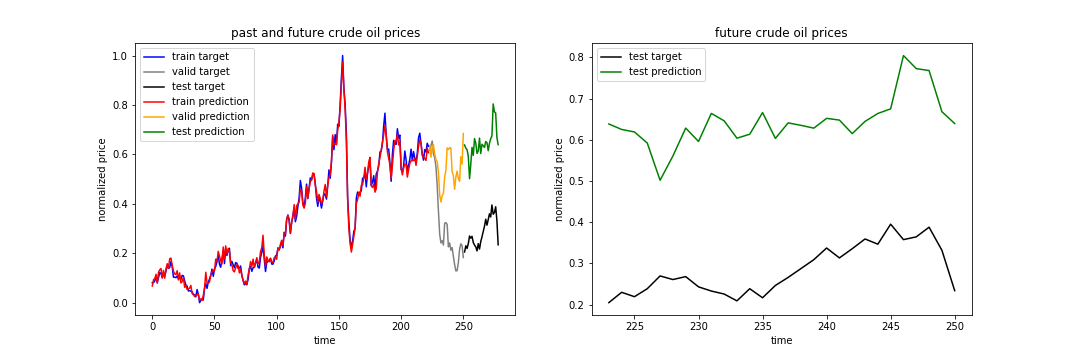 past and future crude oil prices
normalized price
1.0
0.8
0.6
0.4
0.2
0.0
train target
valid target
test target
train prediction
valid prediction
test prediction
0
50
100
150
200
250
time
future crude oil prices
normalized price
0.8
0.7
0.6
0.5
0.4
0.3
0.2
test target
test prediction
225
230
235
240
245
250
time